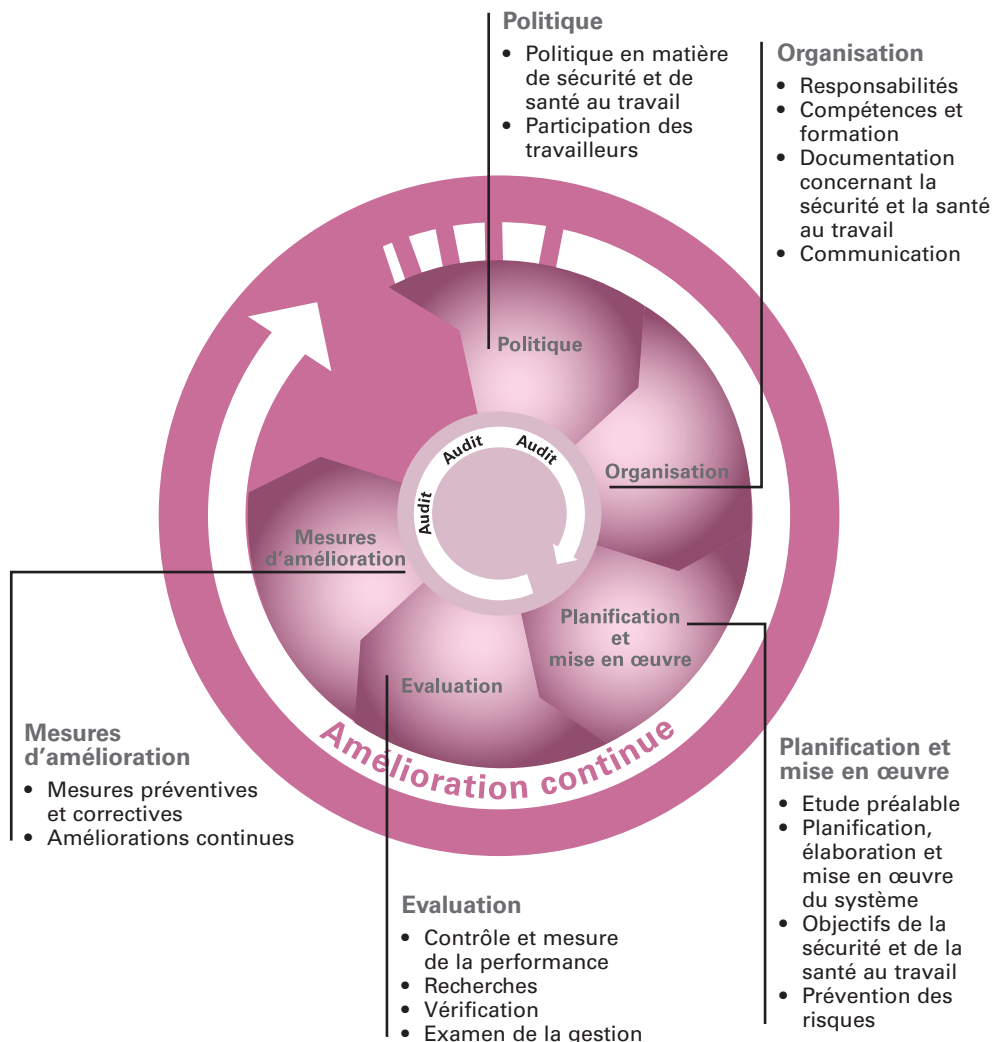 Politique
• Politique en matière
de sécurité et de
santé au travail
• Participation des
travailleurs
Organisation
• Responsabilités
• Compétences et
formation
• Documentation
concernant la
sécurité et la santé
au travail
• Communication
Politique
Organisation
Planification
et
mise en œuvre
Evaluation
Mesures
d'amélioration
Audit
Audit
Audit
Amélioration continue
Mesures
d'amélioration
• Mesures préventives
et correctives
• Améliorations continues
Evaluation
• Contrôle et mesure
de la performance
• Recherches
• Vérification
• Examen de la gestion
Planification et
mise en œuvre
• Etude préalable
• Planification,
élaboration et
mise en œuvre
du système
• Objectifs de la
sécurité et de la
santé au travail
• Prévention des
risques